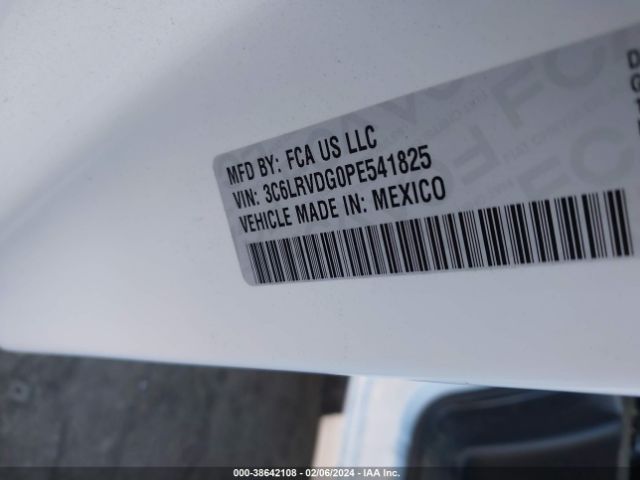 MFD BY: FCA US LLC
VIN: 3C6LRVDG0PE541825
VEHICLE MADE IN: MEXICO
000-38642108 - 02/06/2024 - IAA Inc.